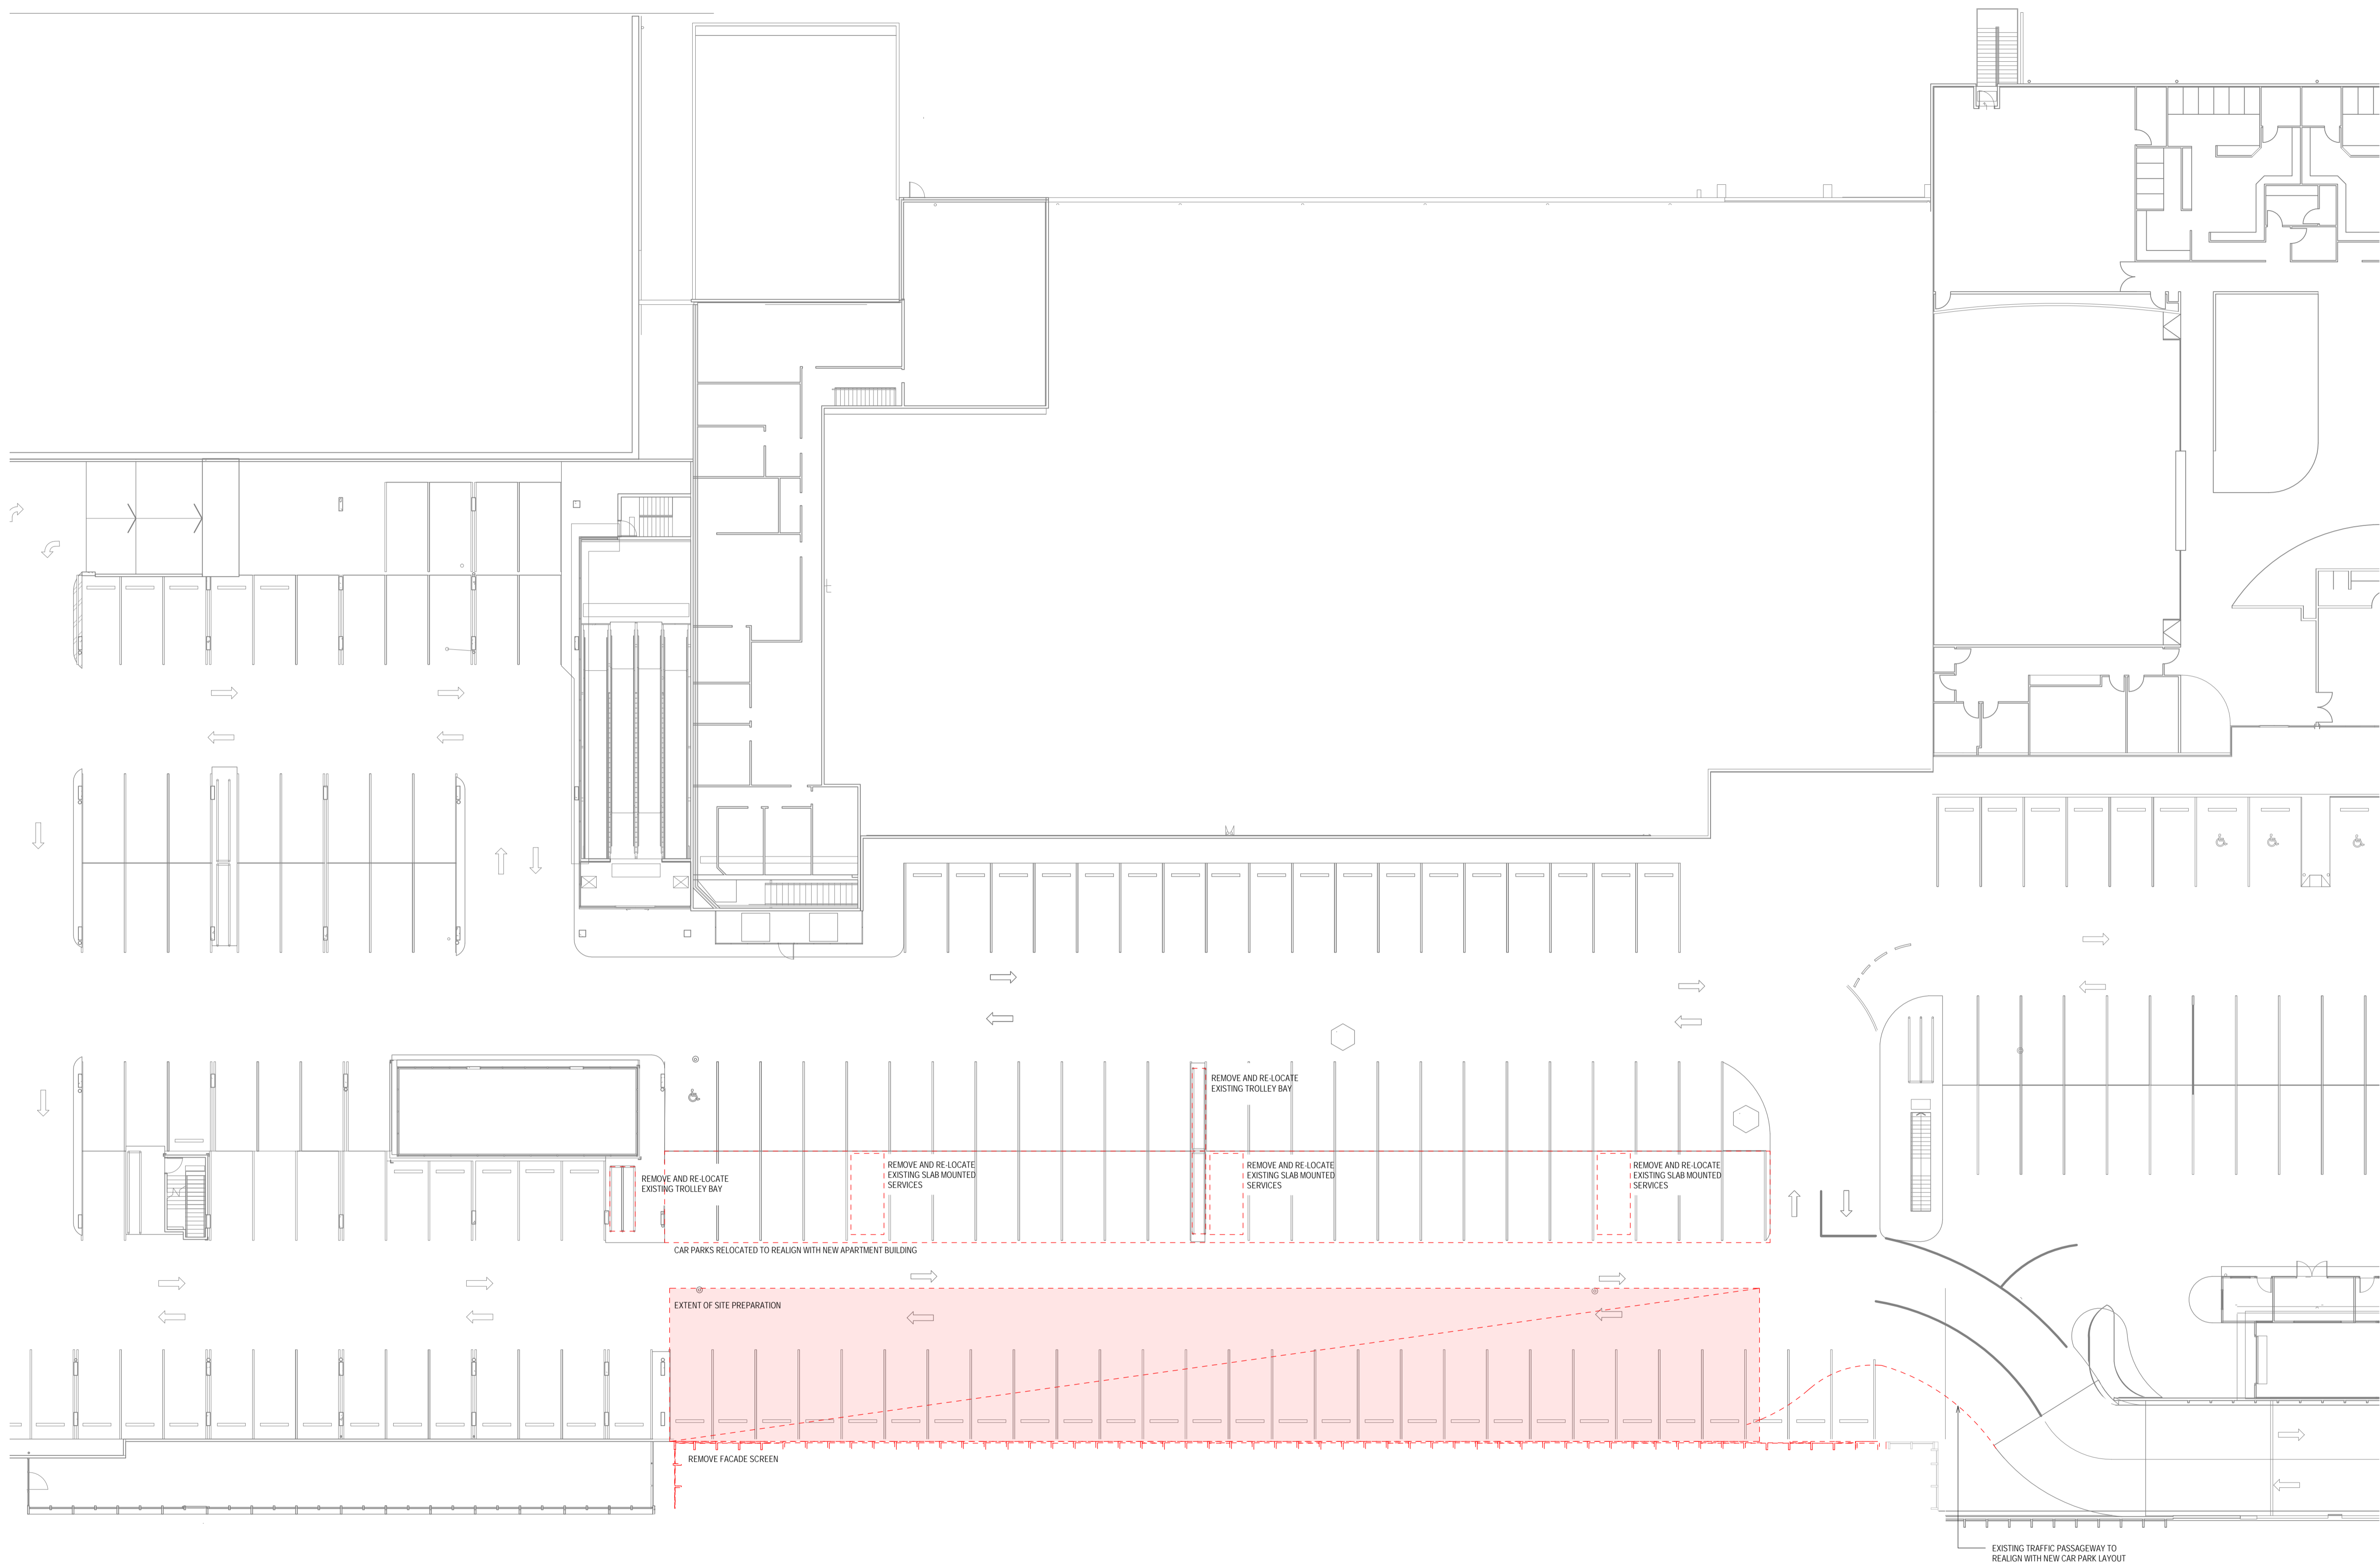 REMOVE AND RE-LOCATE
EXISTING TROLLEY BAY
REMOVE AND RE-LOCATE
EXISTING TROLLEY BAY
REMOVE AND RE-LOCATE
EXISTING SLAB MOUNTED
SERVICES
REMOVE AND RE-LOCATE
EXISTING SLAB MOUNTED
SERVICES
REMOVE AND RE-LOCATE
EXISTING SLAB MOUNTED
SERVICES
CAR PARKS RELOCATED TO REALIGN WITH NEW APARTMENT BUILDING
EXTENT OF SITE PREPARATION
REMOVE FACADE SCREEN
EXISTING TRAFFIC PASSAGEWAY TO
REALIGN WITH NEW CAR PARK LAYOUT